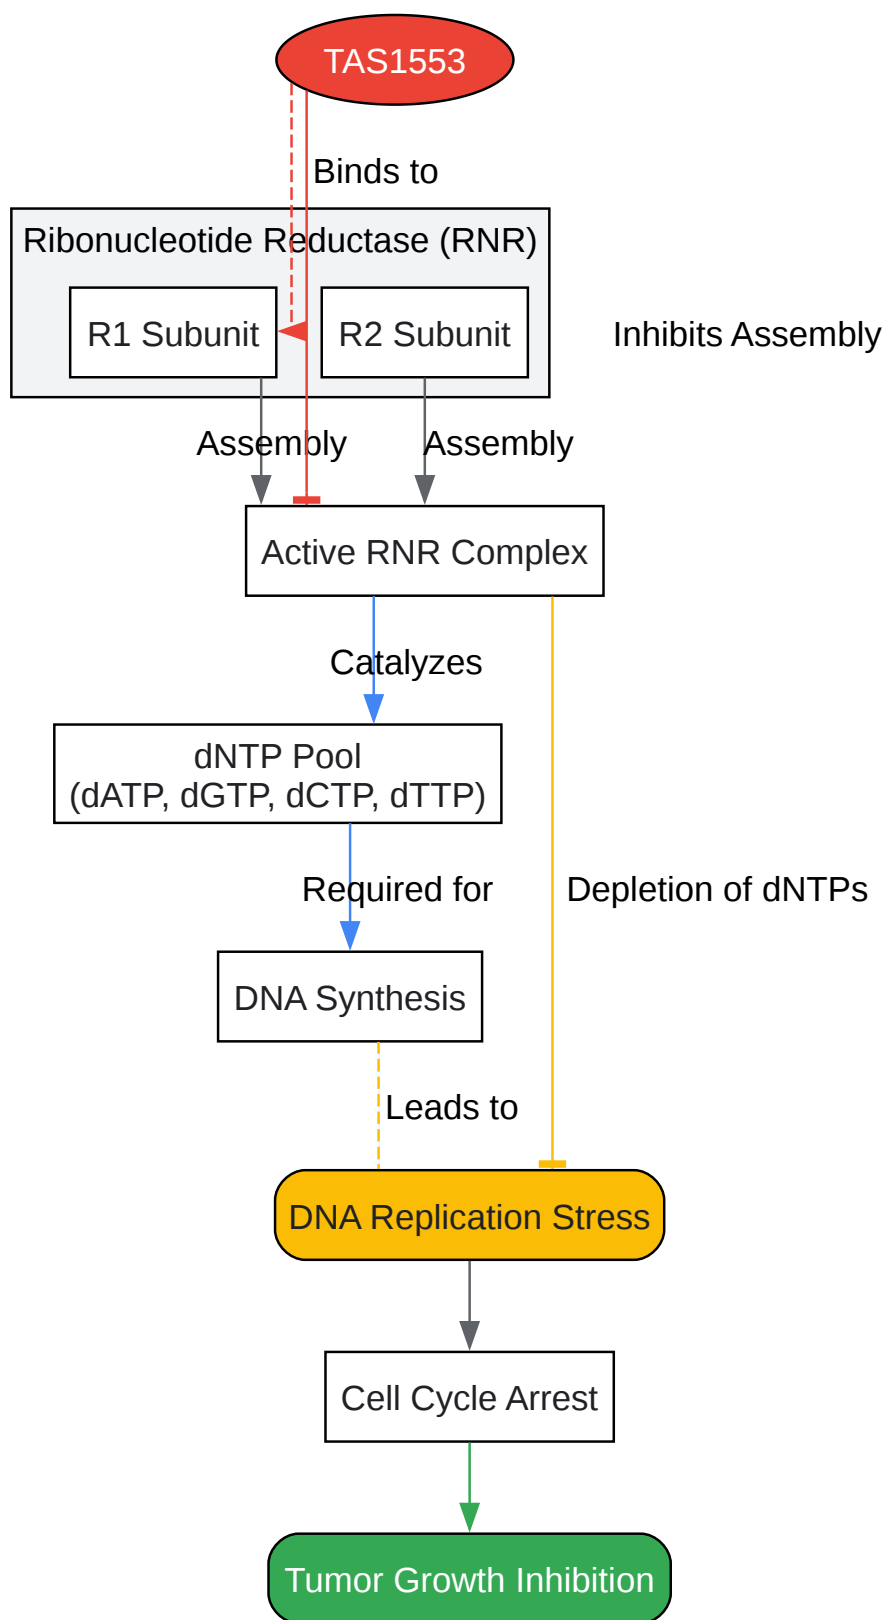 TAS1553
Binds to
Ribonucleotide Reductase (RNR)
R1 Subunit
R2 Subunit
Inhibits Assembly
Assembly
Assembly
Active RNR Complex
Catalyzes
dNTP Pool
(dATP, dGTP, dCTP, dTTP)
Required for
Depletion of dNTPs
DNA Synthesis
Leads to
DNA Replication Stress
Cell Cycle Arrest
Tumor Growth Inhibition